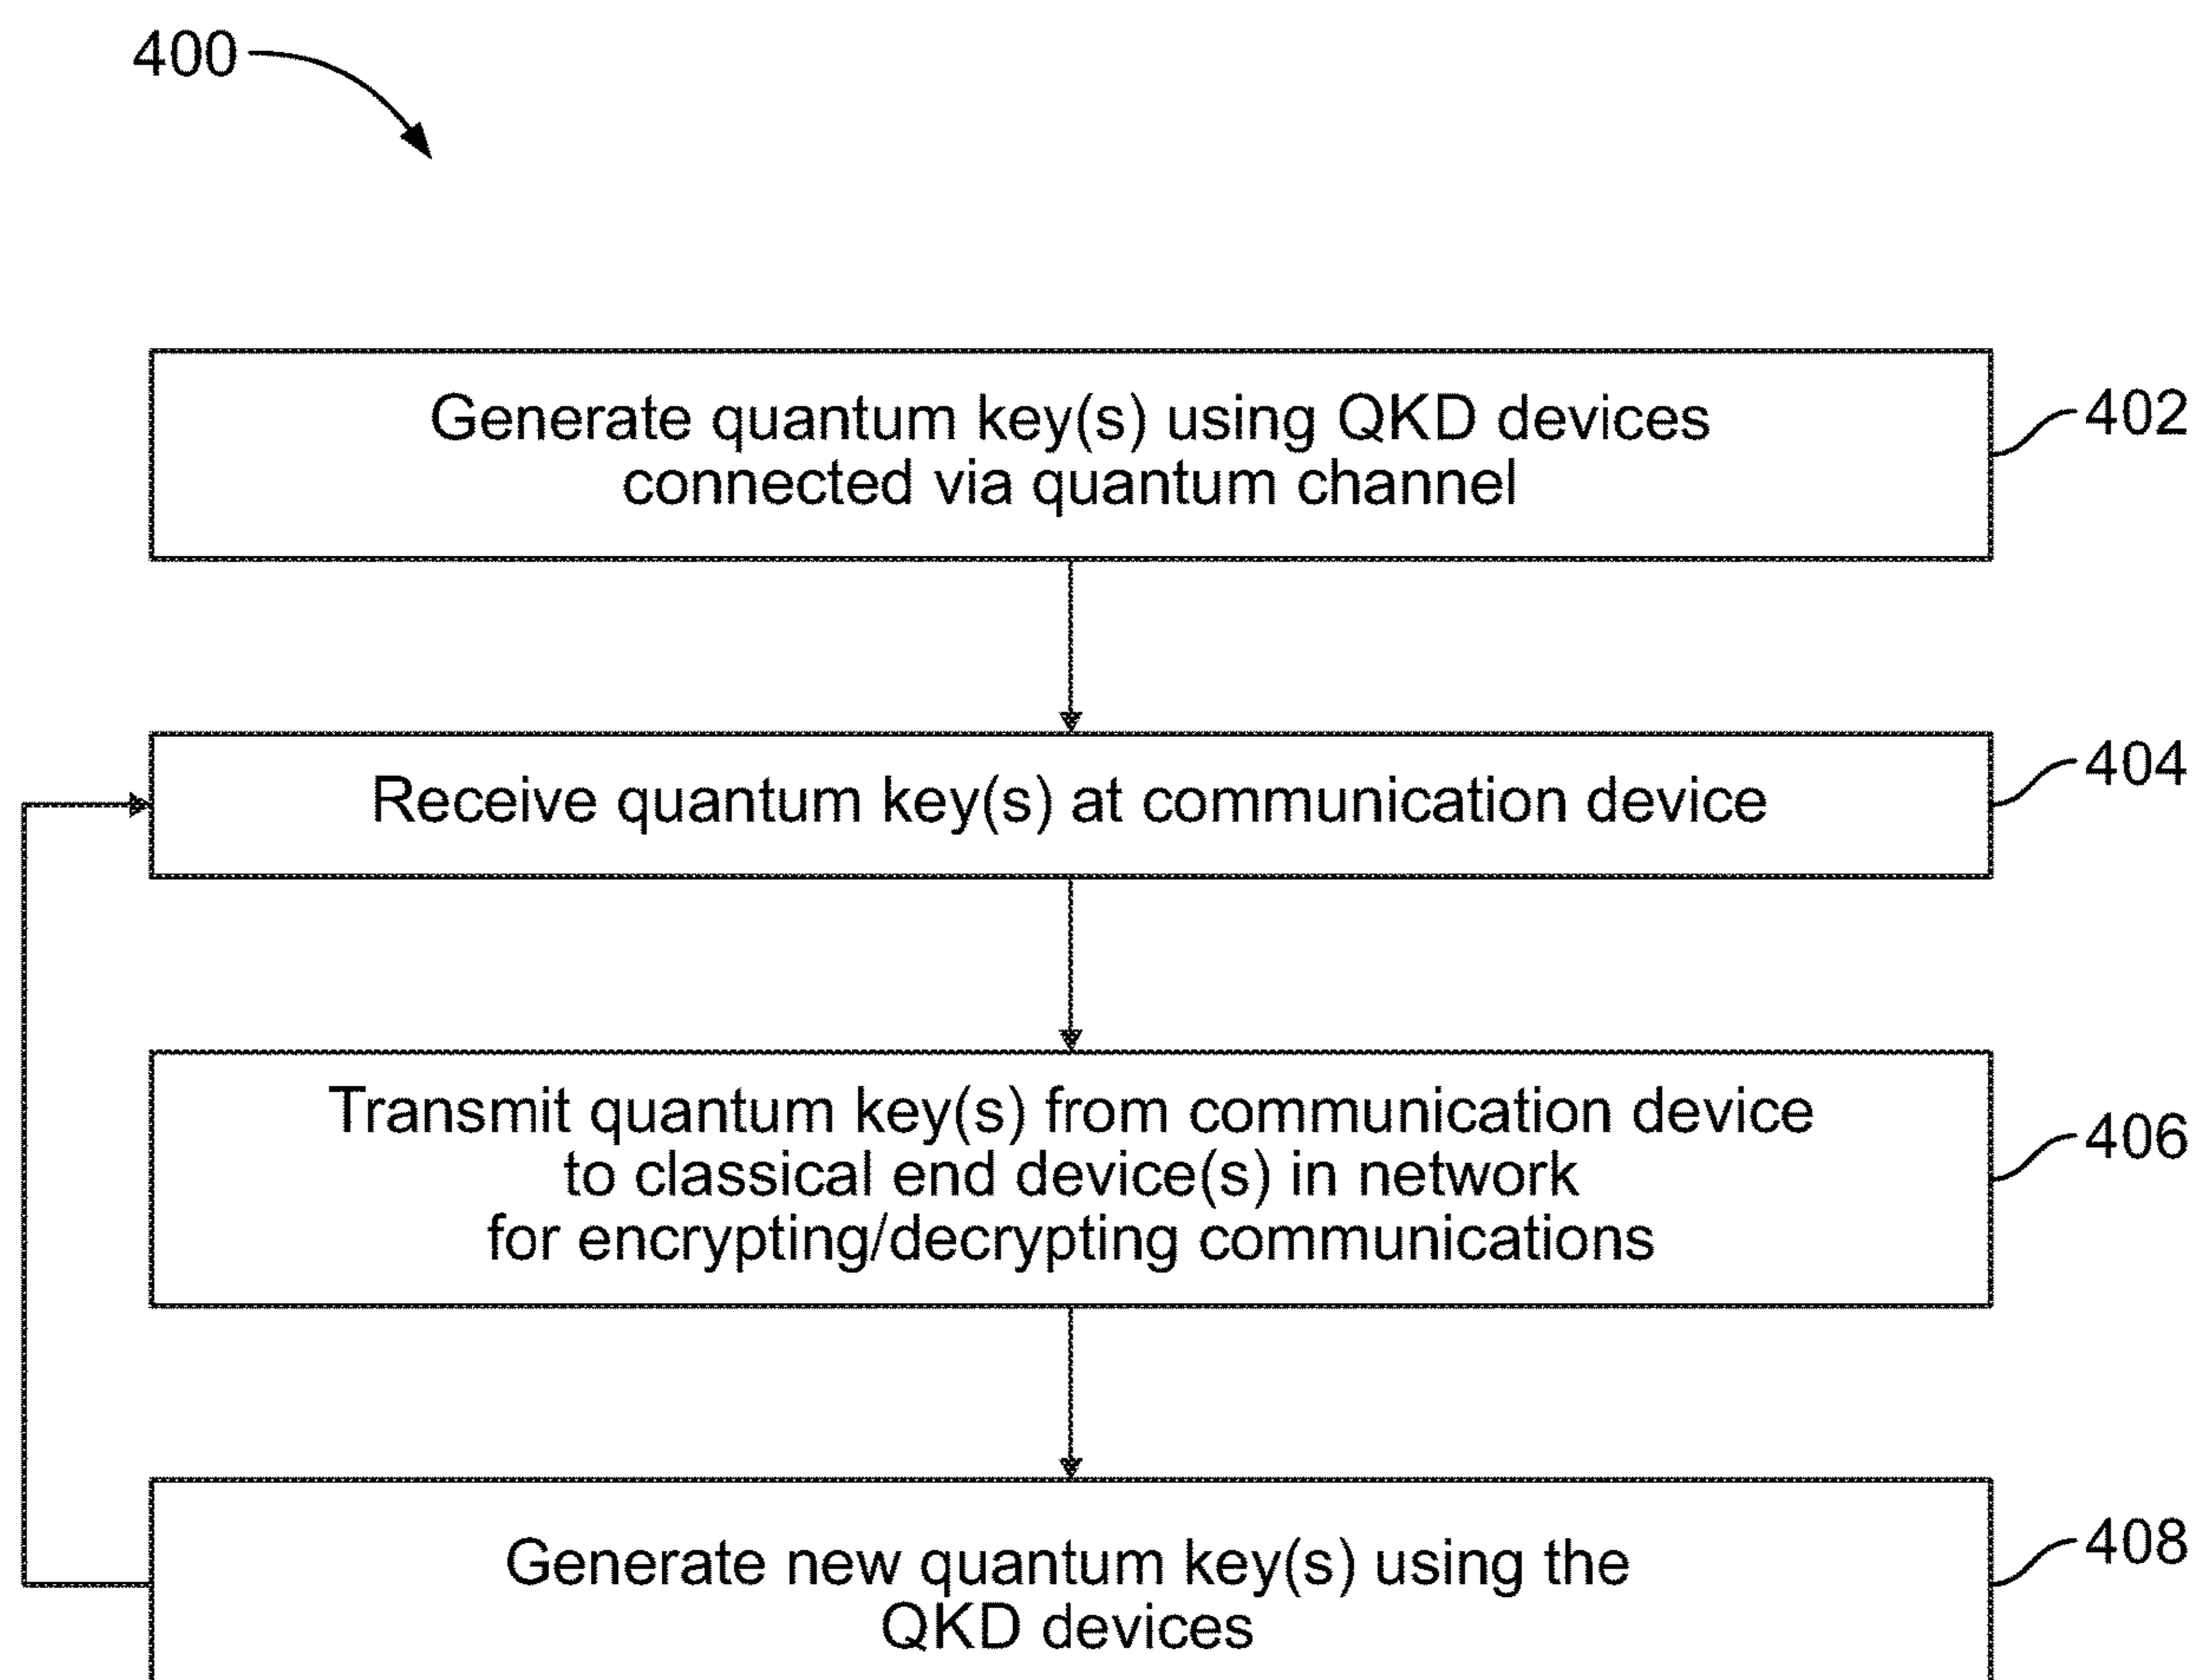 400
Generate quantum key(s) using QKD devices
connected via quantum channel
402
Receive quantum key(s) at communication device
404
Transmit quantum key(s) from communication device
to classical end device(s) in network
for encrypting/decrypting communications
406
Generate new quantum key(s) using the
QKD devices
408